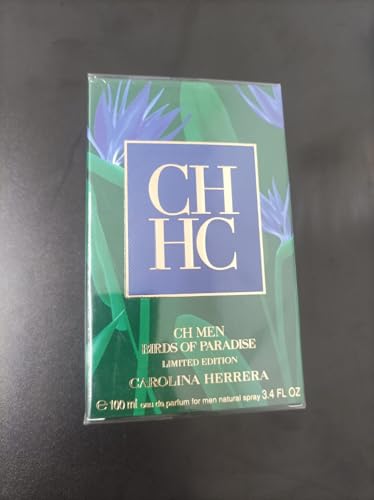 CH
HC
CH MEN
BIRDS OF PARADISE
LIMITED EDITION
CAROLINA HERRERA
℮ 100 ml eau de parfum for men natural spray 3.4 FL OZ